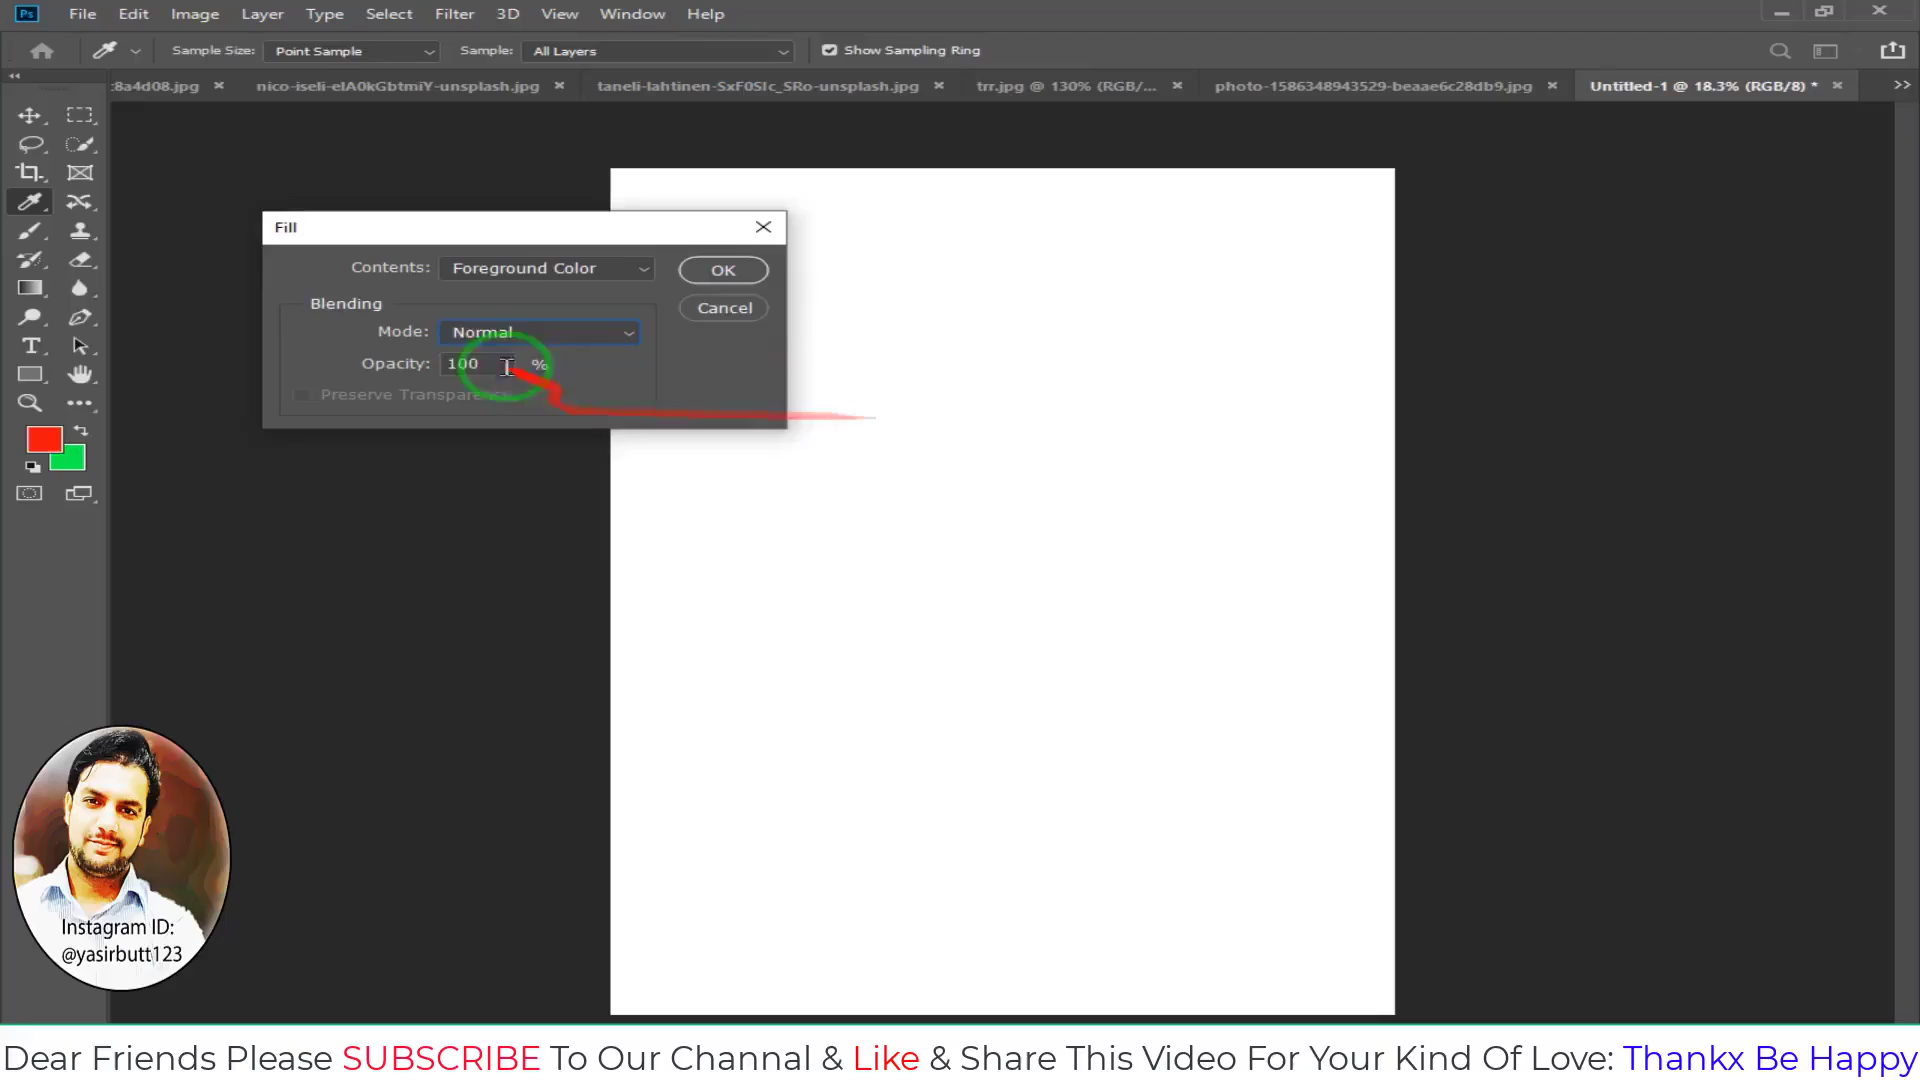 Ps File Edit Image Layer Type Select Filter 3D View Window Help
Sample Size: Point Sample Sample: All Layers Show Sampling Ring
:8a4d08.jpg nico-iseli-elA0kGbtmiY-unsplash.jpg taneli-lahtinen-SxF0Slc_SRo-unsplash.jpg trr.jpg @ 130% (RGB/... photo-1586348943529-beaae6c28db9.jpg Untitled-1 @ 18.3% (RGB/8) * >>
Fill
Contents: Foreground Color OK
Blending
Cancel
Mode: Normal
Opacity: 100 %
Preserve Transparency
Instagram ID:
@yasirbutt123
Dear Friends Please SUBSCRIBE To Our Channal & Like & Share This Video For Your Kind Of Love: Thankx Be Happy